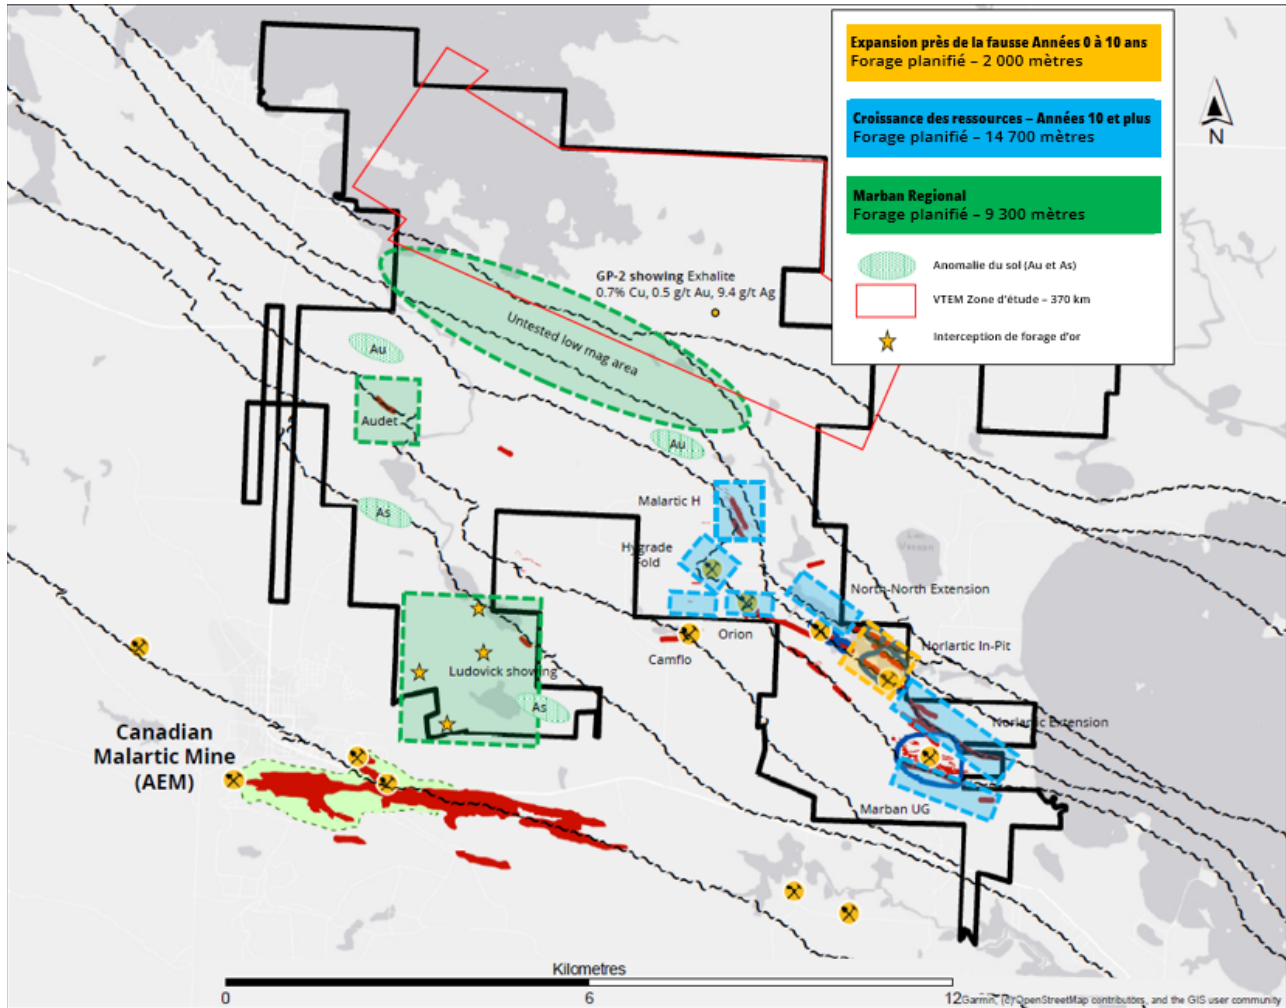 Expansion près de la fausse Années 0 à 10 ans
Forage planifié – 2 000 mètres
Croissance des ressources – Années 10 et plus
Forage planifié – 14 700 mètres
Marban Regional
Forage planifié – 9 300 mètres
Anomalie du sol (Au et As)
VTEM Zone d'étude – 370 km
Interception de forage d'or
N
GP-2 showing Exhalite
0.7% Cu, 0.5 g/t Au, 9.4 g/t Ag
Untested low mag area
Au
Audet
Au
As
Malartic H
Hygrade
Fold
Lac
Vassan
North-North Extension
Orion
Camflo
Norlartic In-Pit
Ludovick showing
As
Norlartic Extension
Canadian
Malartic Mine
(AEM)
Marban UG
Kilometres
0
6
12
Garmin, (c) OpenStreetMap contributors, and the GIS user community